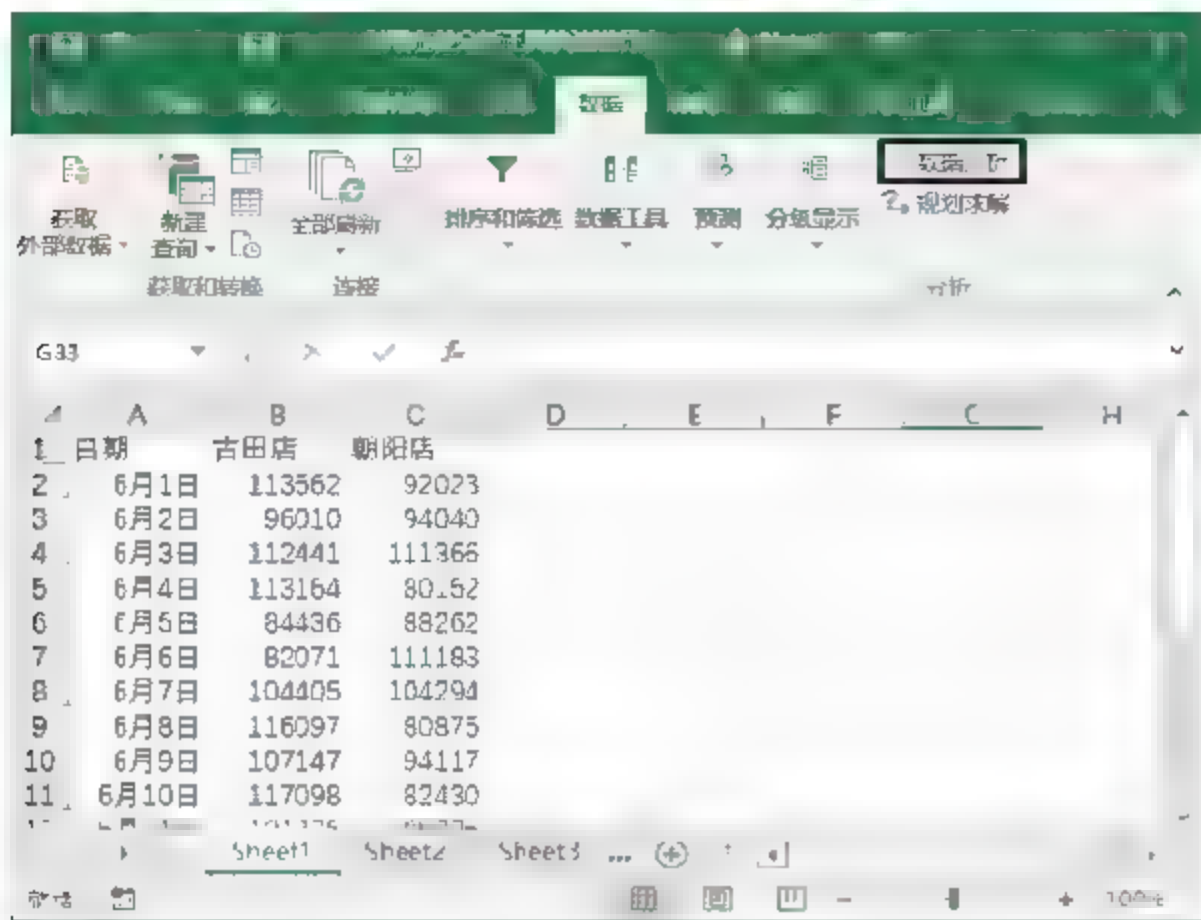 数据
获取 新建 全部刷新 排序和筛选 数据工具 预测 分级显示 规划求解
外部数据 查询
获取和转换 连接 分析
G33
A B C D E F G H
1 日期 古田店 朝阳店
2 6月1日 113562 92023
3 6月2日 96010 94040
4 6月3日 112441 111366
5 6月4日 113164 80152
6 6月5日 84436 88262
7 6月6日 82071 111183
8 6月7日 104405 104294
9 6月8日 116097 80875
10 6月9日 107147 94117
11 6月10日 117098 82430
Sheet1 Sheet2 Sheet3 ...
100%